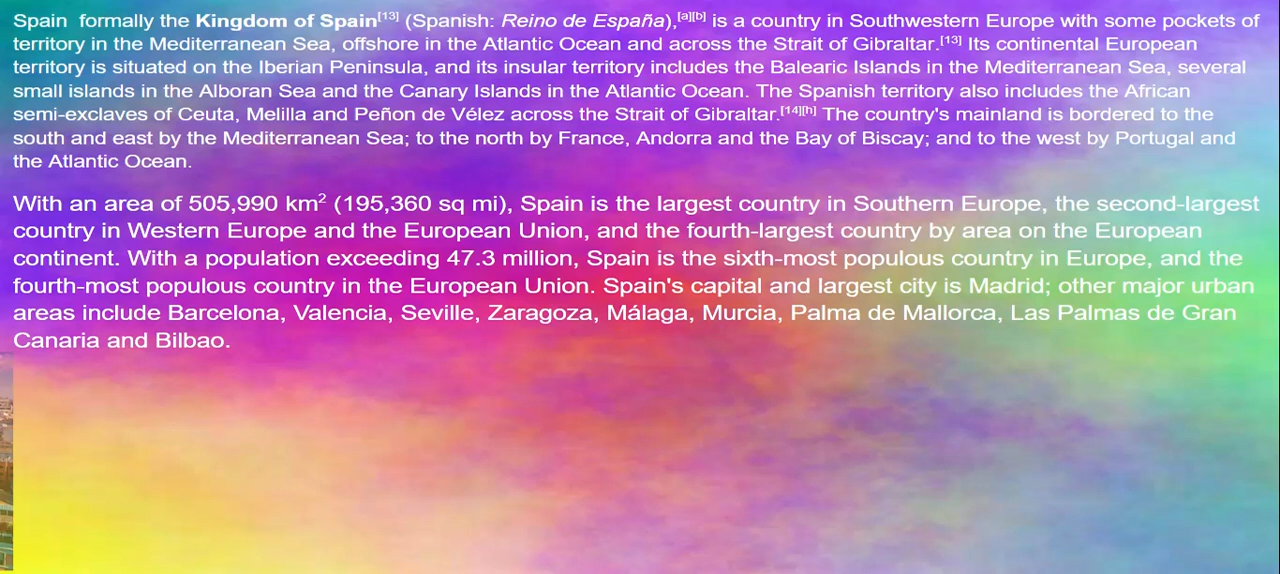 Spain  formally the Kingdom of Spain[13] (Spanish: Reino de España),[a][b] is a country in Southwestern Europe with some pockets of
territory in the Mediterranean Sea, offshore in the Atlantic Ocean and across the Strait of Gibraltar.[13] Its continental European
territory is situated on the Iberian Peninsula, and its insular territory includes the Balearic Islands in the Mediterranean Sea, several
small islands in the Alboran Sea and the Canary Islands in the Atlantic Ocean. The Spanish territory also includes the African
semi-exclaves of Ceuta, Melilla and Peñon de Vélez across the Strait of Gibraltar.[14][h] The country's mainland is bordered to the
south and east by the Mediterranean Sea; to the north by France, Andorra and the Bay of Biscay; and to the west by Portugal and
the Atlantic Ocean.
With an area of 505,990 km² (195,360 sq mi), Spain is the largest country in Southern Europe, the second-largest
country in Western Europe and the European Union, and the fourth-largest country by area on the European
continent. With a population exceeding 47.3 million, Spain is the sixth-most populous country in Europe, and the
fourth-most populous country in the European Union. Spain's capital and largest city is Madrid; other major urban
areas include Barcelona, Valencia, Seville, Zaragoza, Málaga, Murcia, Palma de Mallorca, Las Palmas de Gran
Canaria and Bilbao.